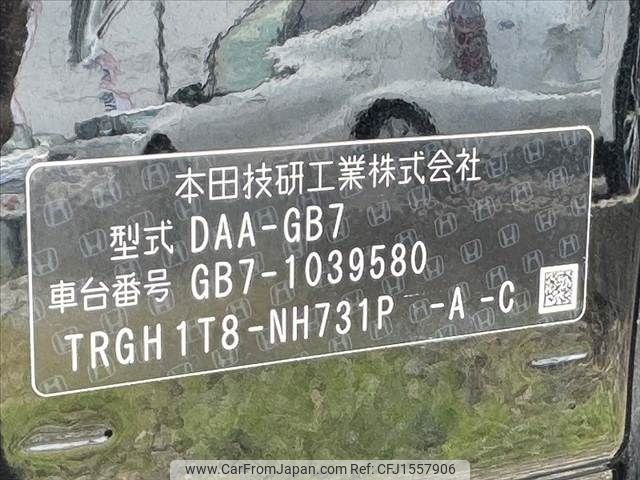 本田技研工業株式会社
型式 DAA-GB7
車台番号 GB7-1039580
TRGH1T8-NH731P -A-C
www.CarFromJapan.com - CFJ1557906